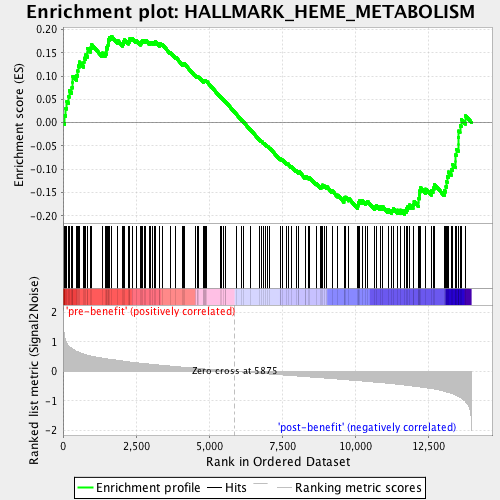 Enrichment plot: HALLMARK_HEME_METABOLISM
Enrichment score (ES)
0.20
0.15
0.10
0.05
0.00
-0.05
-0.10
-0.15
-0.20
Ranked list metric (Signal2Noise)
'pre-benefit' (positively correlated)
2
1
0
-1
-2
Zero cross at 5875
'post-benefit' (negatively correlated)
0 2,500 5,000 7,500 10,000 12,500
Rank in Ordered Dataset
Enrichment profile Hits Ranking metric scores